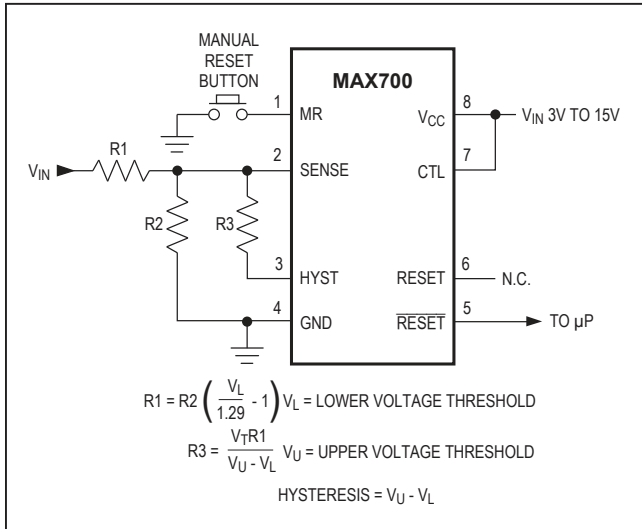 MANUAL
RESET
BUTTON
MAX700
1
MR
8
VCC
VIN 3V TO 15V
R1
VIN
2
SENSE
7
CTL
R2
R3
3
HYST
6
RESET
N.C.
4
GND
5
RESET
TO µP
R1 = R2 ( VL / 1.29 - 1 ) VL = LOWER VOLTAGE THRESHOLD
R3 = VTR1 / VU - VL VU = UPPER VOLTAGE THRESHOLD
HYSTERESIS = VU - VL